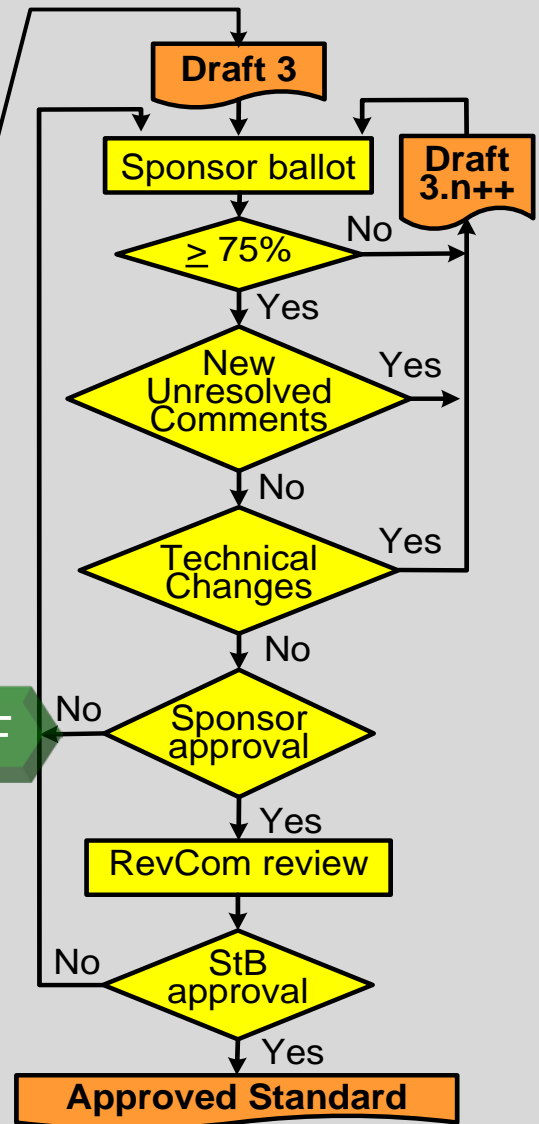 Draft 3
Sponsor ballot
Draft
3.n++
≥ 75%
No
Yes
New
Unresolved
Comments
Yes
No
Technical
Changes
Yes
No
Sponsor
approval
No
Yes
RevCom review
StB
approval
No
Yes
Approved Standard